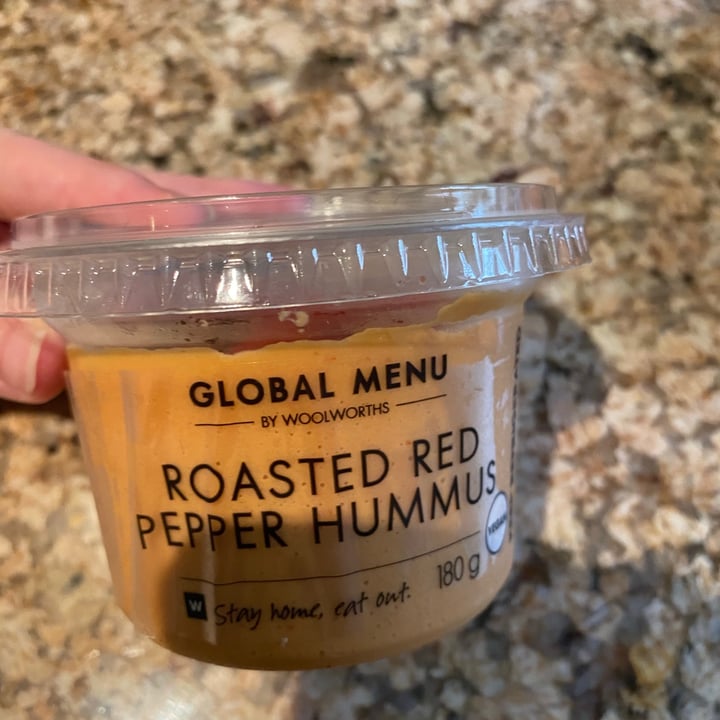 GLOBAL MENU
BY WOOLWORTHS
ROASTED RED
PEPPER HUMMUS
VEGAN
180 g
W Stay home, eat out.